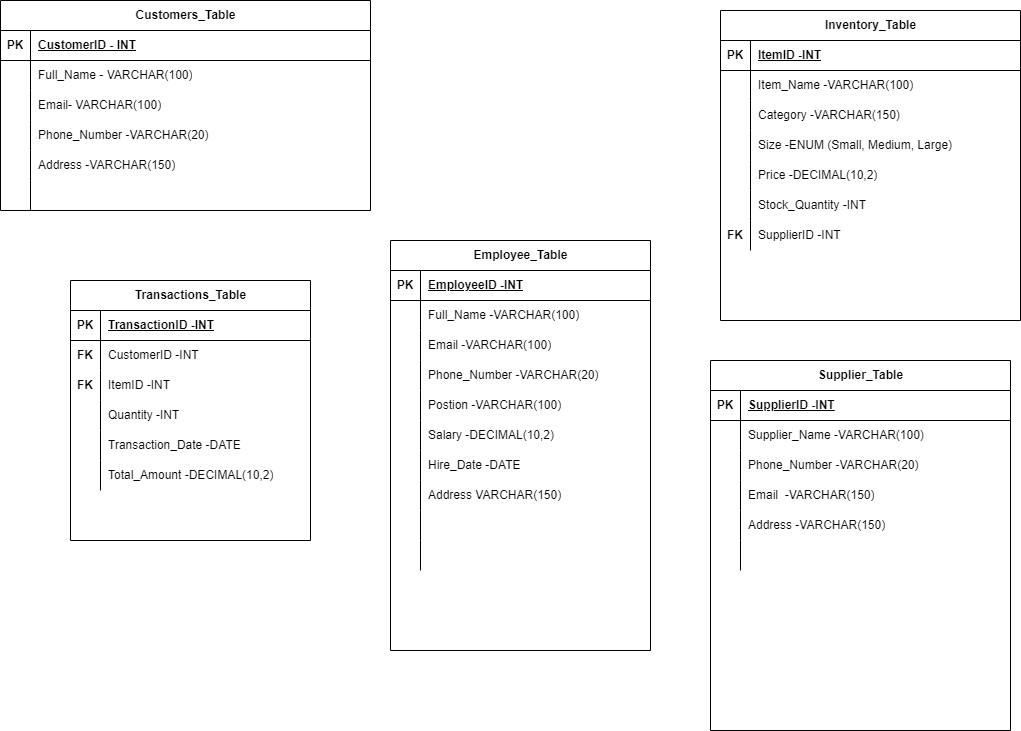 Customers_Table
PK CustomerID - INT
Full_Name - VARCHAR(100)
Email- VARCHAR(100)
Phone_Number -VARCHAR(20)
Address -VARCHAR(150)
Inventory_Table
PK ItemID -INT
Item_Name -VARCHAR(100)
Category -VARCHAR(150)
Size -ENUM (Small, Medium, Large)
Price -DECIMAL(10,2)
Stock_Quantity -INT
FK SupplierID -INT
Transactions_Table
PK TransactionID -INT
FK CustomerID -INT
FK ItemID -INT
Quantity -INT
Transaction_Date -DATE
Total_Amount -DECIMAL(10,2)
Employee_Table
PK EmployeeID -INT
Full_Name -VARCHAR(100)
Email -VARCHAR(100)
Phone_Number -VARCHAR(20)
Postion -VARCHAR(100)
Salary -DECIMAL(10,2)
Hire_Date -DATE
Address VARCHAR(150)
Supplier_Table
PK SupplierID -INT
Supplier_Name -VARCHAR(100)
Phone_Number -VARCHAR(20)
Email  -VARCHAR(150)
Address -VARCHAR(150)